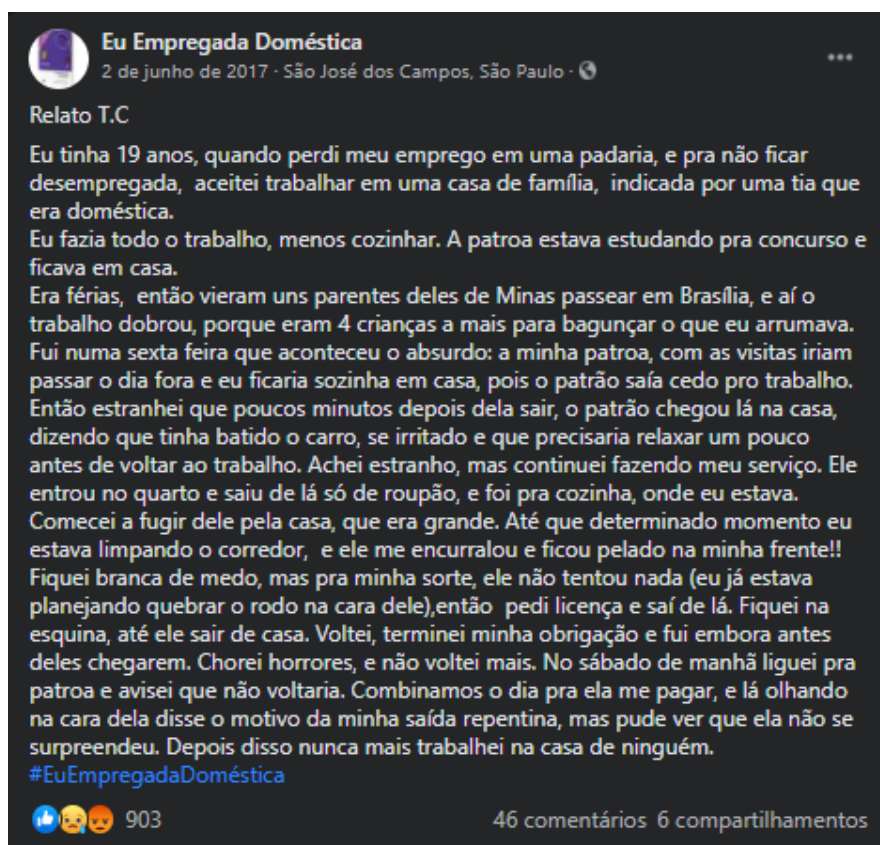 Eu Empregada Doméstica
2 de junho de 2017 · São José dos Campos, São Paulo ·
Relato T.C
Eu tinha 19 anos, quando perdi meu emprego em uma padaria, e pra não ficar
desempregada,  aceitei trabalhar em uma casa de família,  indicada por uma tia que
era doméstica.
Eu fazia todo o trabalho, menos cozinhar. A patroa estava estudando pra concurso e
ficava em casa.
Era férias,  então vieram uns parentes deles de Minas passear em Brasília, e aí o
trabalho dobrou, porque eram 4 crianças a mais para bagunçar o que eu arrumava.
Fui numa sexta feira que aconteceu o absurdo: a minha patroa, com as visitas iriam
passar o dia fora e eu ficaria sozinha em casa, pois o patrão saía cedo pro trabalho.
Então estranhei que poucos minutos depois dela sair, o patrão chegou lá na casa,
dizendo que tinha batido o carro, se irritado e que precisaria relaxar um pouco
antes de voltar ao trabalho. Achei estranho, mas continuei fazendo meu serviço. Ele
entrou no quarto e saiu de lá só de roupão, e foi pra cozinha, onde eu estava.
Comecei a fugir dele pela casa, que era grande. Até que determinado momento eu
estava limpando o corredor,  e ele me encurralou e ficou pelado na minha frente!!
Fiquei branca de medo, mas pra minha sorte, ele não tentou nada (eu já estava
planejando quebrar o rodo na cara dele),então  pedi licença e saí de lá. Fiquei na
esquina, até ele sair de casa. Voltei, terminei minha obrigação e fui embora antes
deles chegarem. Chorei horrores, e não voltei mais. No sábado de manhã liguei pra
patroa e avisei que não voltaria. Combinamos o dia pra ela me pagar, e lá olhando
na cara dela disse o motivo da minha saída repentina, mas pude ver que ela não se
surpreendeu. Depois disso nunca mais trabalhei na casa de ninguém.
#EuEmpregadaDoméstica
903
46 comentários 6 compartilhamentos